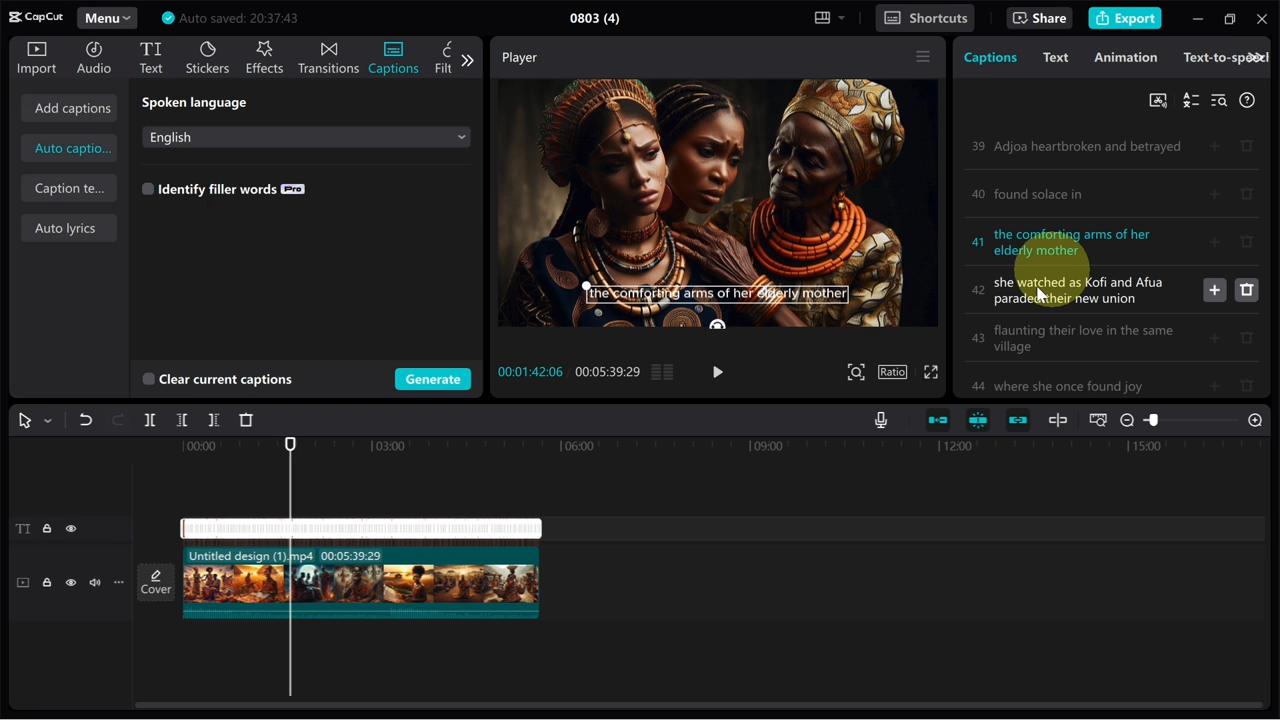 CapCut
Menu
Auto saved: 20:37:43
0803 (4)
Shortcuts
Share
Export
Import
Audio
TI
Text
Stickers
Effects
Transitions
Captions
Filt
Player
Captions
Text
Animation
Add captions
Auto captio...
Caption te...
Auto lyrics
Spoken language
English
Identify filler words Pro
Clear current captions
Generate
the comforting arms of her elderly mother
00:01:42:06 / 00:05:39:29
Ratio
39 Adjoa heartbroken and betrayed
40 found solace in
41 the comforting arms of her
elderly mother
42 she watched as Kofi and Afua
paraded their new union
43 flaunting their love in the same
village
44 where she once found joy
00:00
03:00
06:00
09:00
12:00
15:00
TI
Untitled design (1).mp4 00:05:39:29
Cover